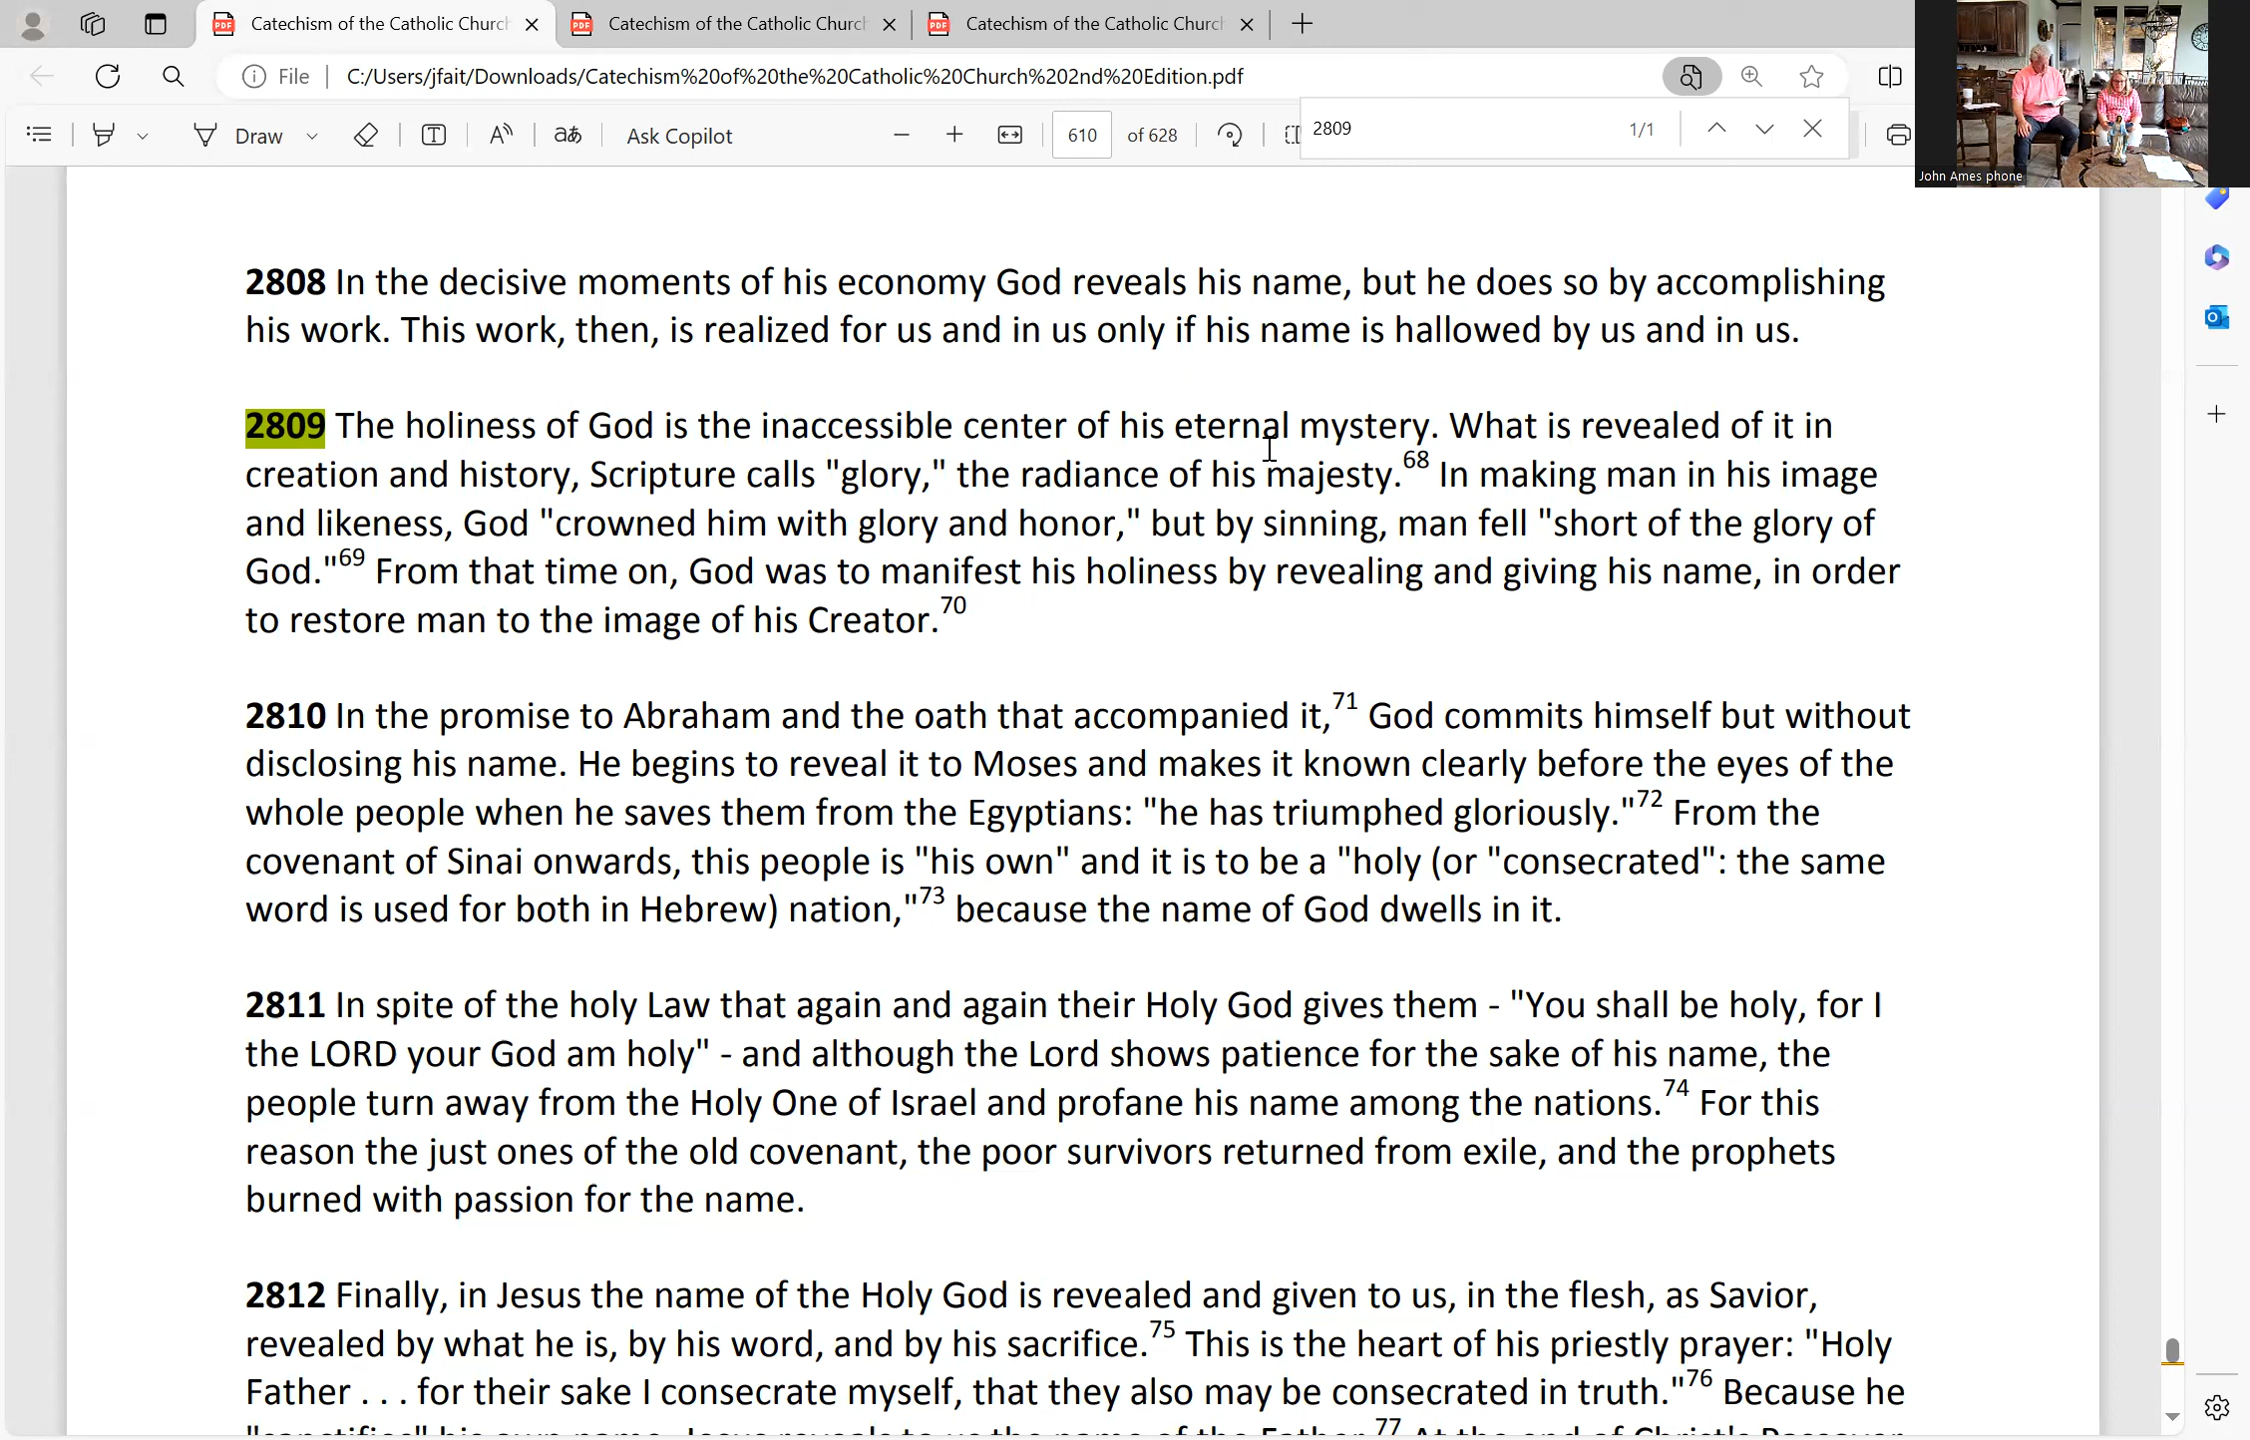 Catechism of the Catholic Church
Catechism of the Catholic Church
Catechism of the Catholic Church
File
C:/Users/jfait/Downloads/Catechism%20of%20the%20Catholic%20Church%202nd%20Edition.pdf
Draw
Ask Copilot
610 of 628
2809
1/1
John Ames phone
2808 In the decisive moments of his economy God reveals his name, but he does so by accomplishing
his work. This work, then, is realized for us and in us only if his name is hallowed by us and in us.
2809 The holiness of God is the inaccessible center of his eternal mystery. What is revealed of it in
creation and history, Scripture calls "glory," the radiance of his majesty.68 In making man in his image
and likeness, God "crowned him with glory and honor," but by sinning, man fell "short of the glory of
God."69 From that time on, God was to manifest his holiness by revealing and giving his name, in order
to restore man to the image of his Creator.70
2810 In the promise to Abraham and the oath that accompanied it,71 God commits himself but without
disclosing his name. He begins to reveal it to Moses and makes it known clearly before the eyes of the
whole people when he saves them from the Egyptians: "he has triumphed gloriously."72 From the
covenant of Sinai onwards, this people is "his own" and it is to be a "holy (or "consecrated": the same
word is used for both in Hebrew) nation,"73 because the name of God dwells in it.
2811 In spite of the holy Law that again and again their Holy God gives them - "You shall be holy, for I
the LORD your God am holy" - and although the Lord shows patience for the sake of his name, the
people turn away from the Holy One of Israel and profane his name among the nations.74 For this
reason the just ones of the old covenant, the poor survivors returned from exile, and the prophets
burned with passion for the name.
2812 Finally, in Jesus the name of the Holy God is revealed and given to us, in the flesh, as Savior,
revealed by what he is, by his word, and by his sacrifice.75 This is the heart of his priestly prayer: "Holy
Father . . . for their sake I consecrate myself, that they also may be consecrated in truth."76 Because he
"sanctifies" his own name, Jesus reveals to us the name of the Father.77 At the end of Christ's Passover